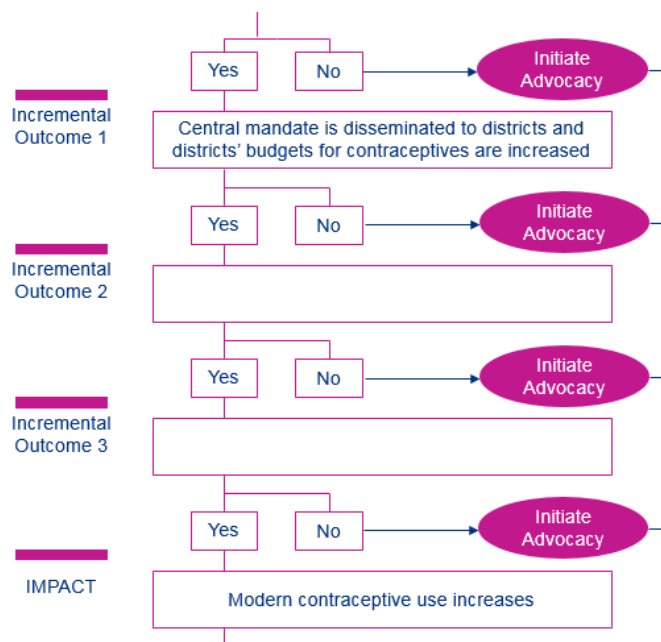 Yes
No
Initiate
Advocacy
Incremental
Outcome 1
Central mandate is disseminated to districts and
districts' budgets for contraceptives are increased
Yes
No
Initiate
Advocacy
Incremental
Outcome 2
Yes
No
Initiate
Advocacy
Incremental
Outcome 3
Yes
No
Initiate
Advocacy
IMPACT
Modern contraceptive use increases